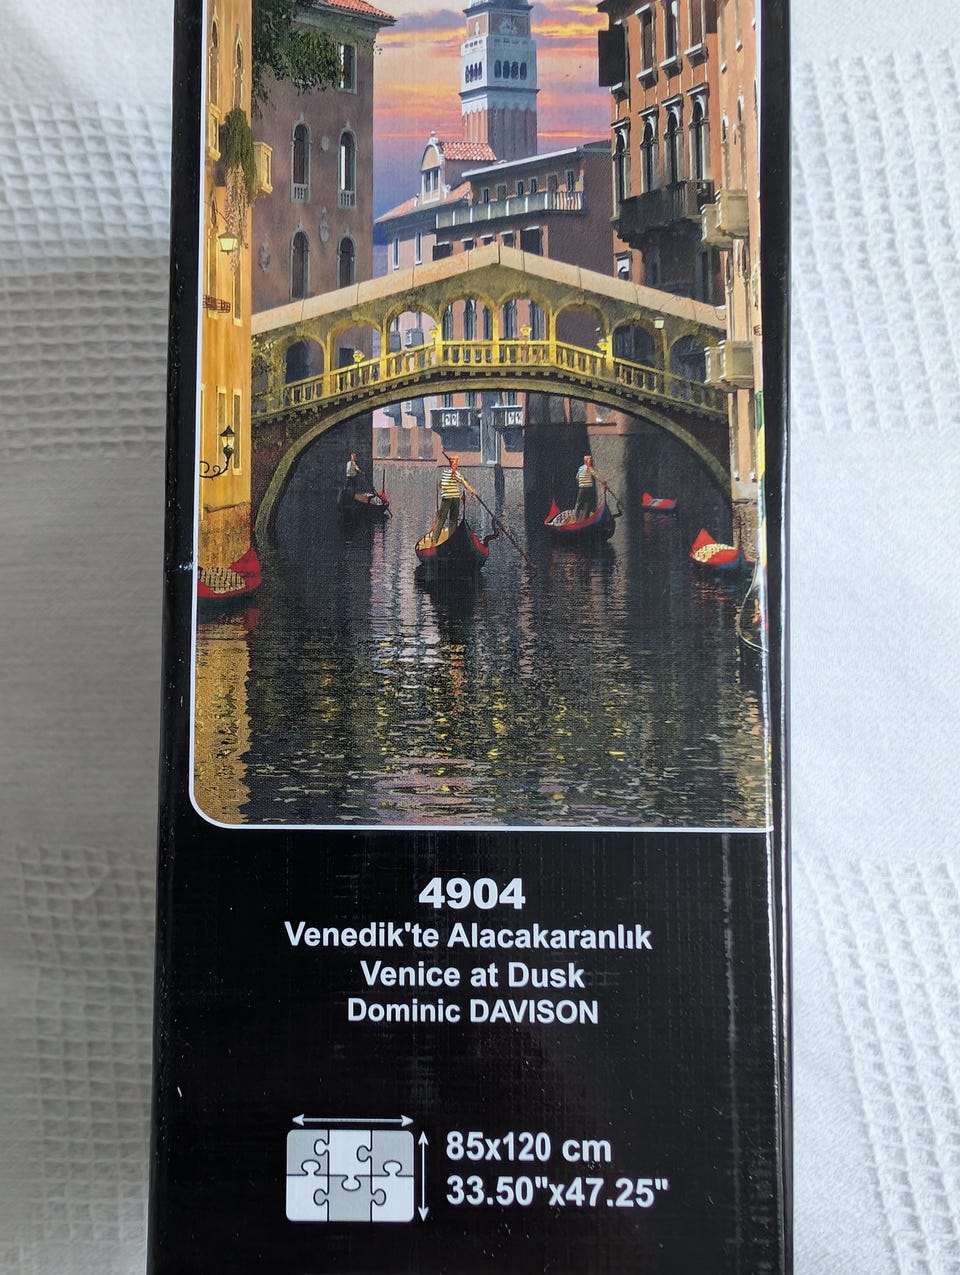 4904
Venedik'te Alacakaranlık
Venice at Dusk
Dominic DAVISON
85x120 cm
33.50"x47.25"